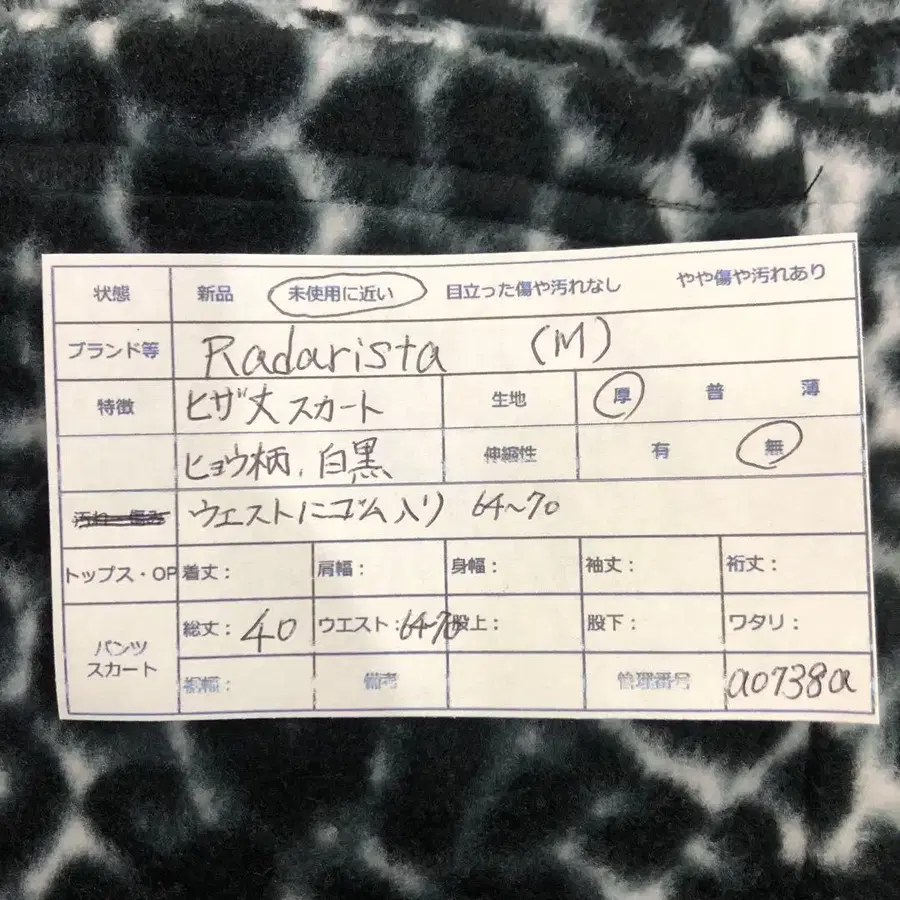 状態 新品 未使用に近い 目立った傷や汚れなし やや傷や汚れあり
ブランド等 Radarista (M)
特徴 ヒザ丈スカート 生地 厚 普 薄
ヒョウ柄、白黒 伸縮性 有 無
汚れ・傷み ウエストにゴム入り 64~70
トップス・OP 着丈: 肩幅: 身幅: 袖丈: 裄丈:
パンツ スカート 総丈: 40 ウエスト: 64~70 股上: 股下: ワタリ:
裾幅: 備考 管理番号 a0738a